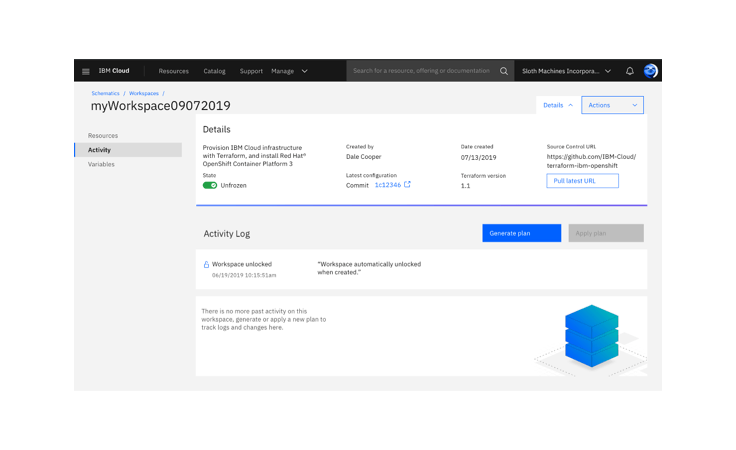 IBM Cloud Resources Catalog Support Manage Search for a resource, offering or documentation Sloth Machines Incorpora...
Schematics / Workspaces /
myWorkspace09072019
Details Actions
Resources
Activity
Variables
Details
Provision IBM Cloud infrastructure
with Terraform, and install Red Hat®
OpenShift Container Platform 3
State
Unfrozen
Created by
Dale Cooper
Latest configuration
Commit 1c12346
Date created
07/13/2019
Terraform version
1.1
Source Control URL
https://github.com/IBM-Cloud/
terraform-ibm-openshift
Pull latest URL
Activity Log
Generate plan Apply plan
Workspace unlocked
06/19/2019 10:15:51am
"Workspace automatically unlocked
when created."
There is no more past activity on this
workspace, generate or apply a new plan to
track logs and changes here.